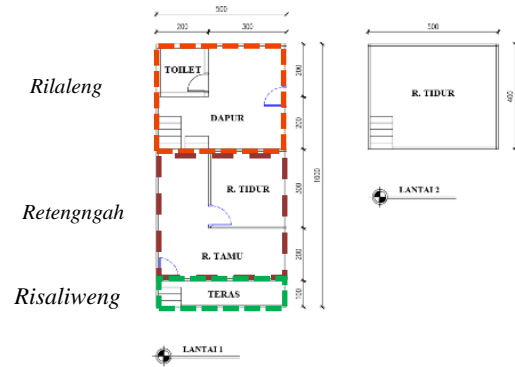 500
200 300
TOILET
200
Rilaleng
DAPUR
200
R. TIDUR
300
1000
Retengngah
R. TAMU
200
Risaliweng
TERAS
100
LANTAI 1
500
R. TIDUR
400
LANTAI 2